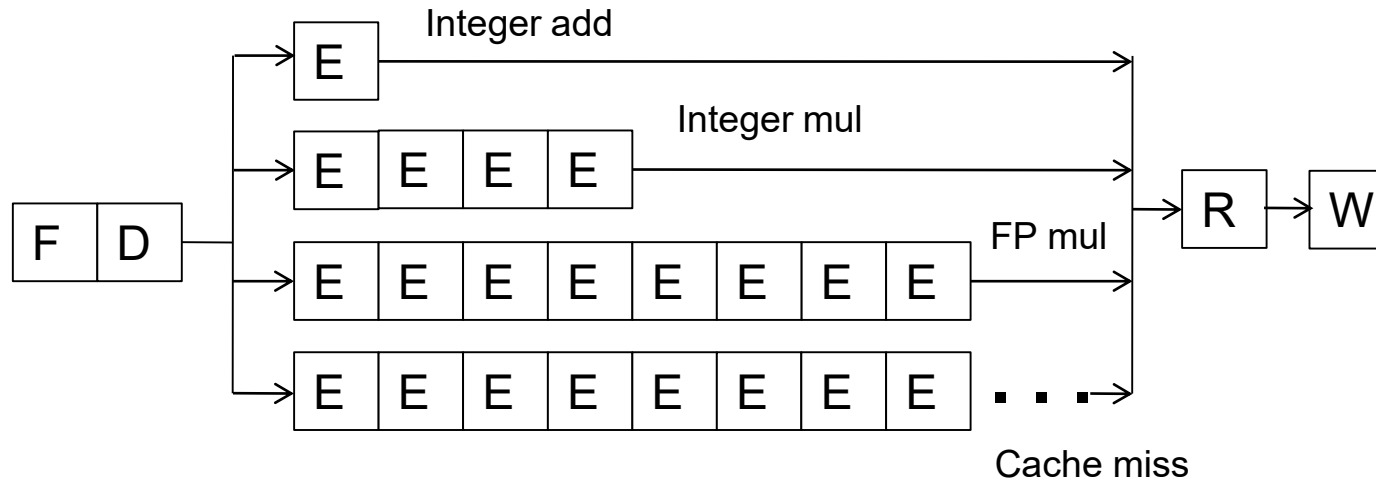 Integer add
E
Integer mul
E E E E
F D
R W
FP mul
E E E E E E E E
E E E E E E E E . . .
Cache miss